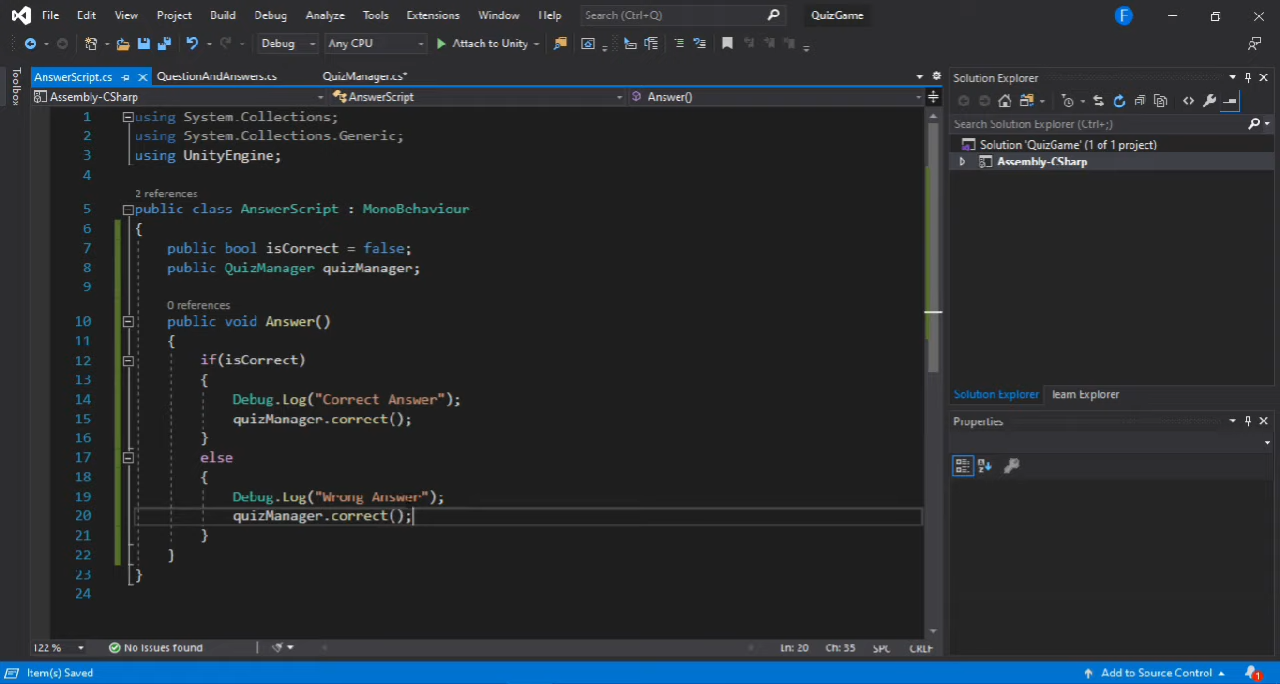 File Edit View Project Build Debug Analyze Tools Extensions Window Help Search (Ctrl+Q) QuizGame F
Debug Any CPU Attach to Unity
Toolbox
AnswerScript.cs QuestionAndAnswers.cs QuizManager.cs*
Assembly-CSharp AnswerScript Answer()
1 using System.Collections;
2 using System.Collections.Generic;
3 using UnityEngine;
4
2 references
5 public class AnswerScript : MonoBehaviour
6 {
7 public bool isCorrect = false;
8 public QuizManager quizManager;
9
0 references
10 public void Answer()
11 {
12 if(isCorrect)
13 {
14 Debug.Log("Correct Answer");
15 quizManager.correct();
16 }
17 else
18 {
19 Debug.Log("Wrong Answer");
20 quizManager.correct();
21 }
22 }
23 }
24
122 % No issues found Ln: 20 Ch: 35 SPC CRLF
Solution Explorer
Search Solution Explorer (Ctrl+;)
Solution 'QuizGame' (1 of 1 project)
Assembly-CSharp
Solution Explorer Team Explorer
Properties
Item(s) Saved Add to Source Control 1